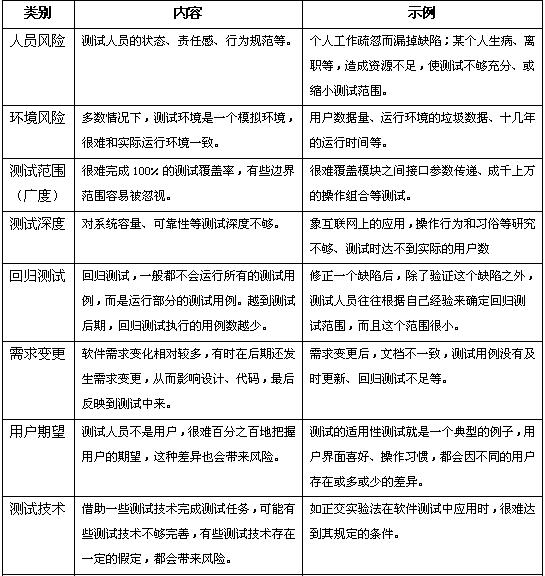 类别 内容 示例
人员风险 测试人员的状态、责任感、行为规范等。 个人工作疏忽而漏掉缺陷；某个人生病、离
职等，造成资源不足，使测试不够充分、或
缩小测试范围。
环境风险 多数情况下，测试环境是一个模拟环境，
很难和实际运行环境一致。 用户数据量、运行环境的垃圾数据、十几年
的运行时间等。
测试范围
（广度） 很难完成100%的测试覆盖率，有些边界
范围容易被忽视。 很难覆盖模块之间接口参数传递、成千上万
的操作组合等测试。
测试深度 对系统容量、可靠性等测试深度不够。 象互联网上的应用，操作行为和习俗等研究
不够、测试时达不到实际的用户数
回归测试 回归测试，一般都不会运行所有的测试用
例，而是运行部分的测试用例。越到测试
后期，回归测试执行的用例数越少。 修正一个缺陷后，除了验证这个缺陷之外，
测试人员往往根据自己经验来确定回归测
试范围，而且这个范围很小。
需求变更 软件需求变化相对较多，有时在后期还发
生需求变更，从而影响设计、代码，最后
反映到测试中来。 需求变更后，文档不一致，测试用例没有及
时更新、回归测试不足等。
用户期望 测试人员不是用户，很难百分之百地把握
用户的期望，这种差异也会带来风险。 测试的适用性测试就是一个典型的例子，用
户界面喜好、操作习惯，都会因不同的用户
存在或多或少的差异。
测试技术 借助一些测试技术完成测试任务，可能有
些测试技术不够完善，有些测试技术存在
一定的假定，都会带来风险。 如正交实验法在软件测试中应用时，很难达
到其规定的条件。